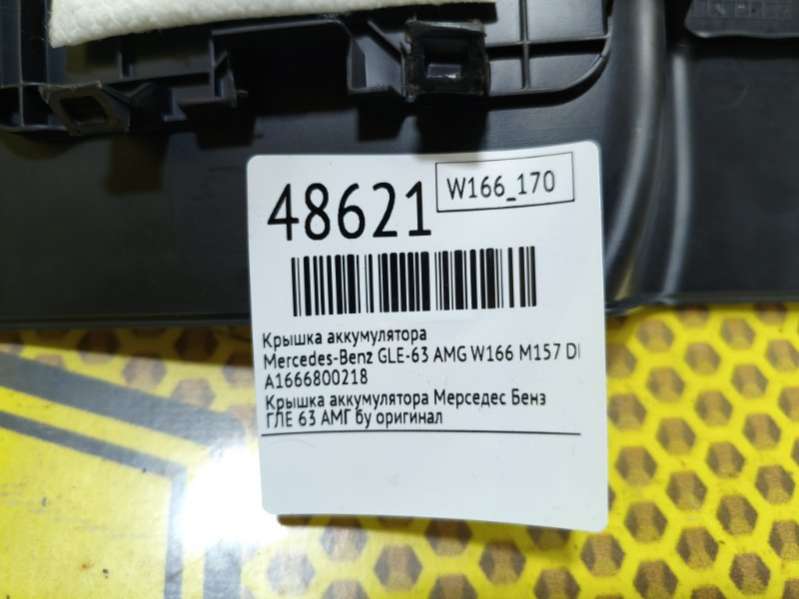 48621
W166_170
Крышка аккумулятора
Mercedes-Benz GLE-63 AMG W166 M157 DI
A1666800218
Крышка аккумулятора Мерседес Бенз
ГЛЕ 63 АМГ бу оригинал